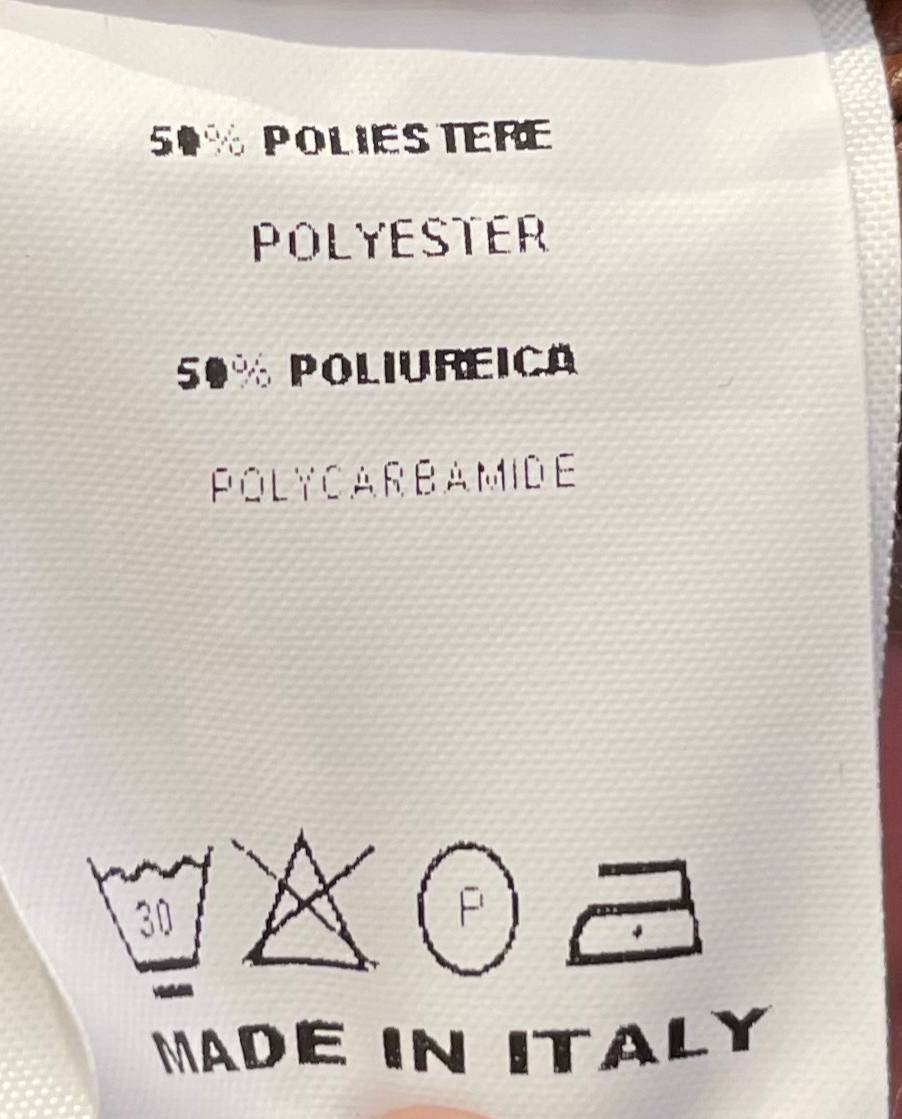 50% POLIESTERE
POLYESTER
50% POLIUREICA
POLYCARBAMIDE
30 P
MADE IN ITALY